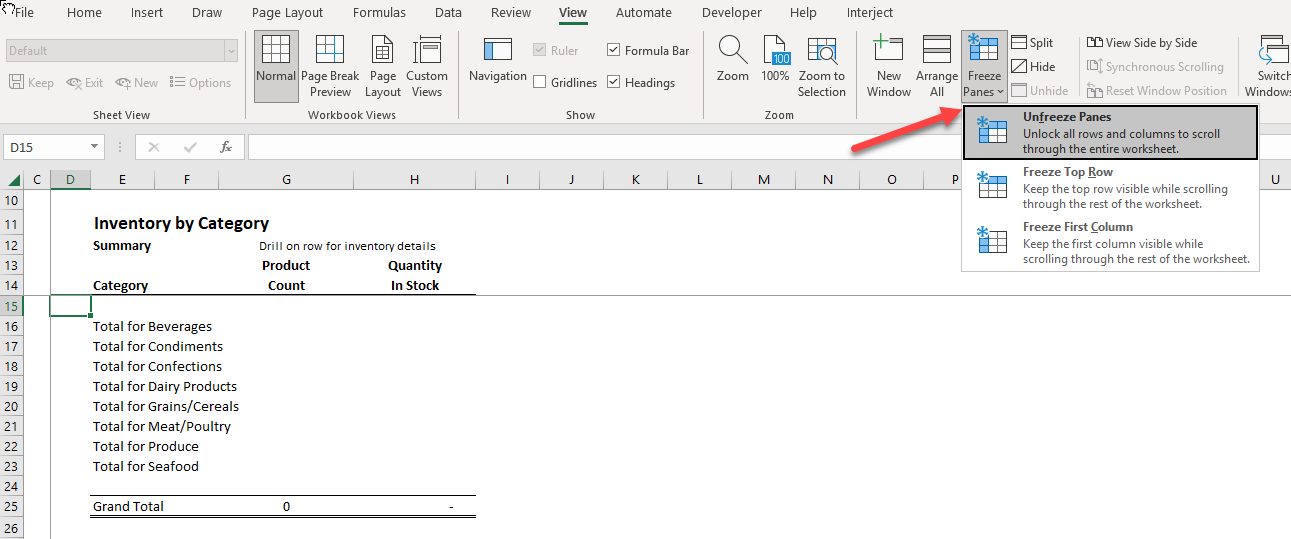 File Home Insert Draw Page Layout Formulas Data Review View Automate Developer Help Interject
Default
Keep Exit New Options
Sheet View
Normal Page Break Preview Page Layout Custom Views
Workbook Views
Navigation Ruler Formula Bar
Gridlines Headings
Show
Zoom 100 100% Zoom to Selection
Zoom
New Window Arrange All Freeze Panes
Split
Hide
Unhide
View Side by Side
Synchronous Scrolling
Reset Window Position
Switch Windows
Unfreeze Panes
Unlock all rows and columns to scroll
through the entire worksheet.
Freeze Top Row
Keep the top row visible while scrolling
through the rest of the worksheet.
Freeze First Column
Keep the first column visible while
scrolling through the rest of the worksheet.
D15 fx
C D E F G H I J K L M N O P U
10
11 Inventory by Category
12 Summary Drill on row for inventory details
13 Product Quantity
14 Category Count In Stock
15
16 Total for Beverages
17 Total for Condiments
18 Total for Confections
19 Total for Dairy Products
20 Total for Grains/Cereals
21 Total for Meat/Poultry
22 Total for Produce
23 Total for Seafood
24
25 Grand Total 0 -
26